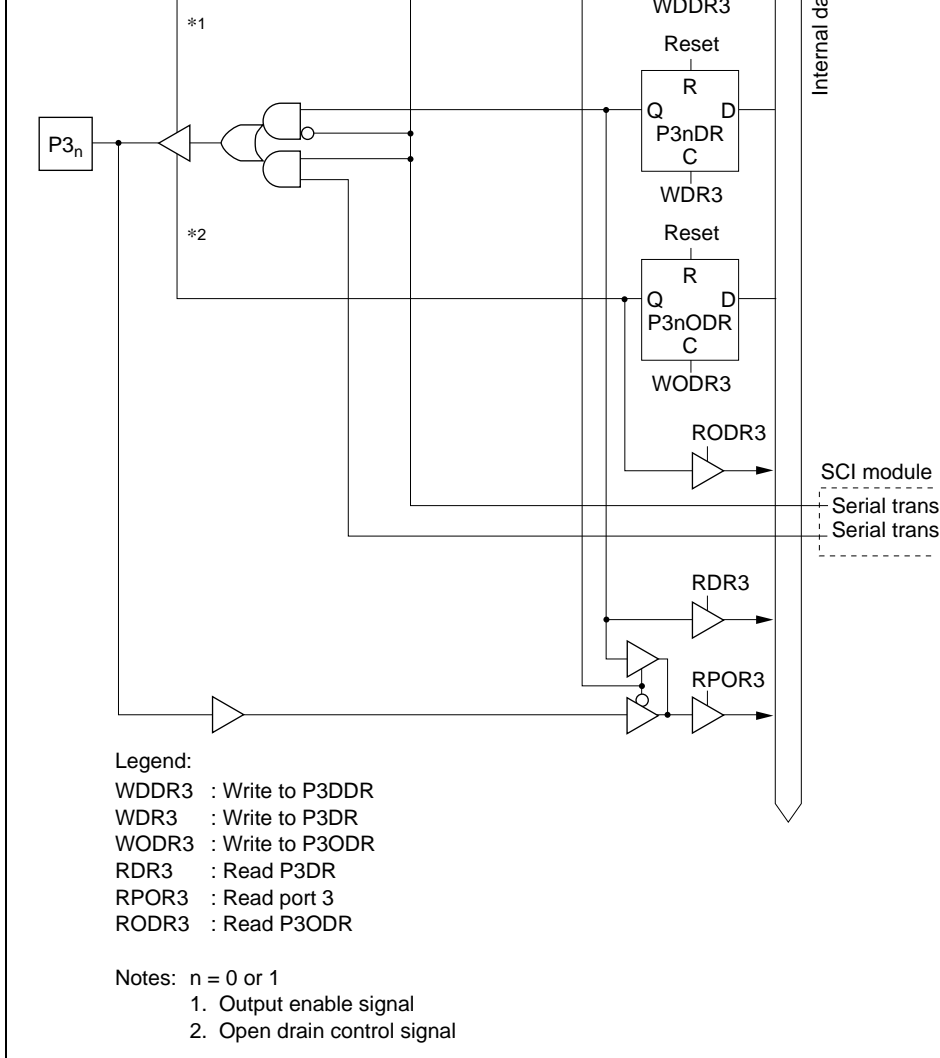 WDDR3
Internal da
*1
Reset
R
Q D
P3nDR
C
WDR3
P3n
*2
Reset
R
Q D
P3nODR
C
WODR3
RODR3
SCI module
Serial trans
Serial trans
RDR3
RPOR3
Legend:
WDDR3 : Write to P3DDR
WDR3 : Write to P3DR
WODR3 : Write to P3ODR
RDR3 : Read P3DR
RPOR3 : Read port 3
RODR3 : Read P3ODR
Notes: n = 0 or 1
1. Output enable signal
2. Open drain control signal